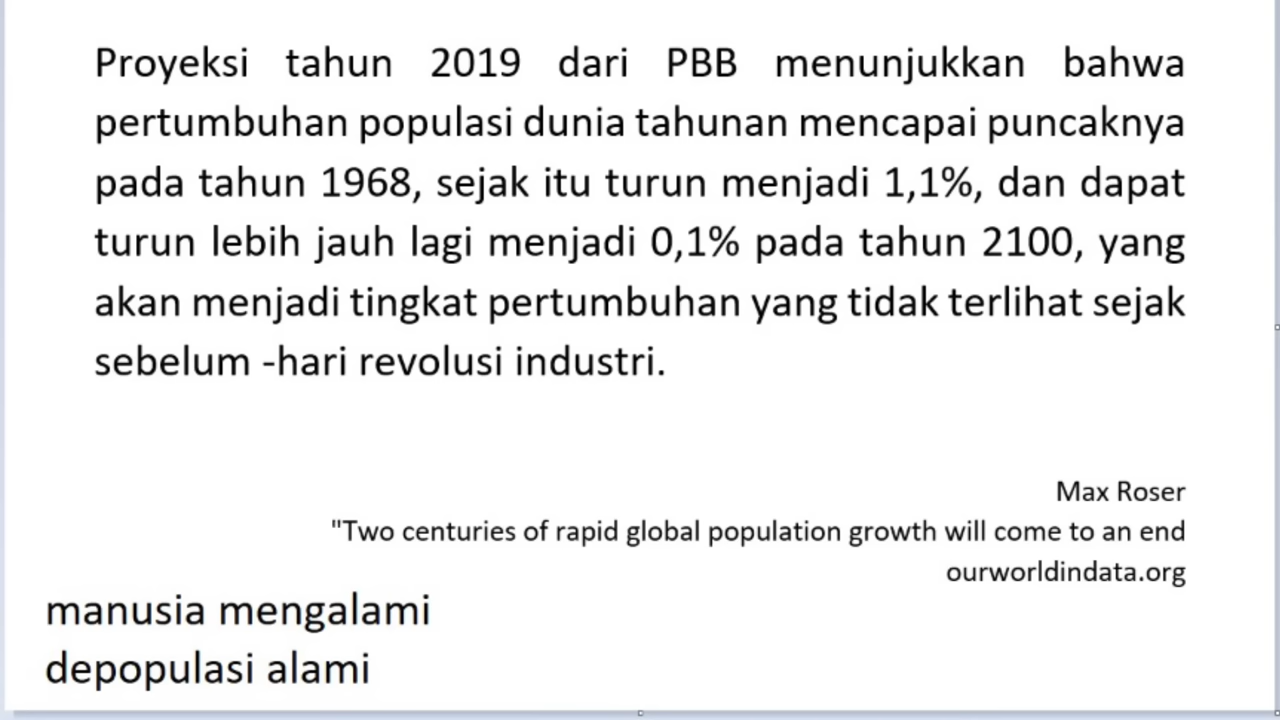 Proyeksi tahun 2019 dari PBB menunjukkan bahwa
pertumbuhan populasi dunia tahunan mencapai puncaknya
pada tahun 1968, sejak itu turun menjadi 1,1%, dan dapat
turun lebih jauh lagi menjadi 0,1% pada tahun 2100, yang
akan menjadi tingkat pertumbuhan yang tidak terlihat sejak
sebelum -hari revolusi industri.
Max Roser
"Two centuries of rapid global population growth will come to an end
ourworldindata.org
manusia mengalami
depopulasi alami